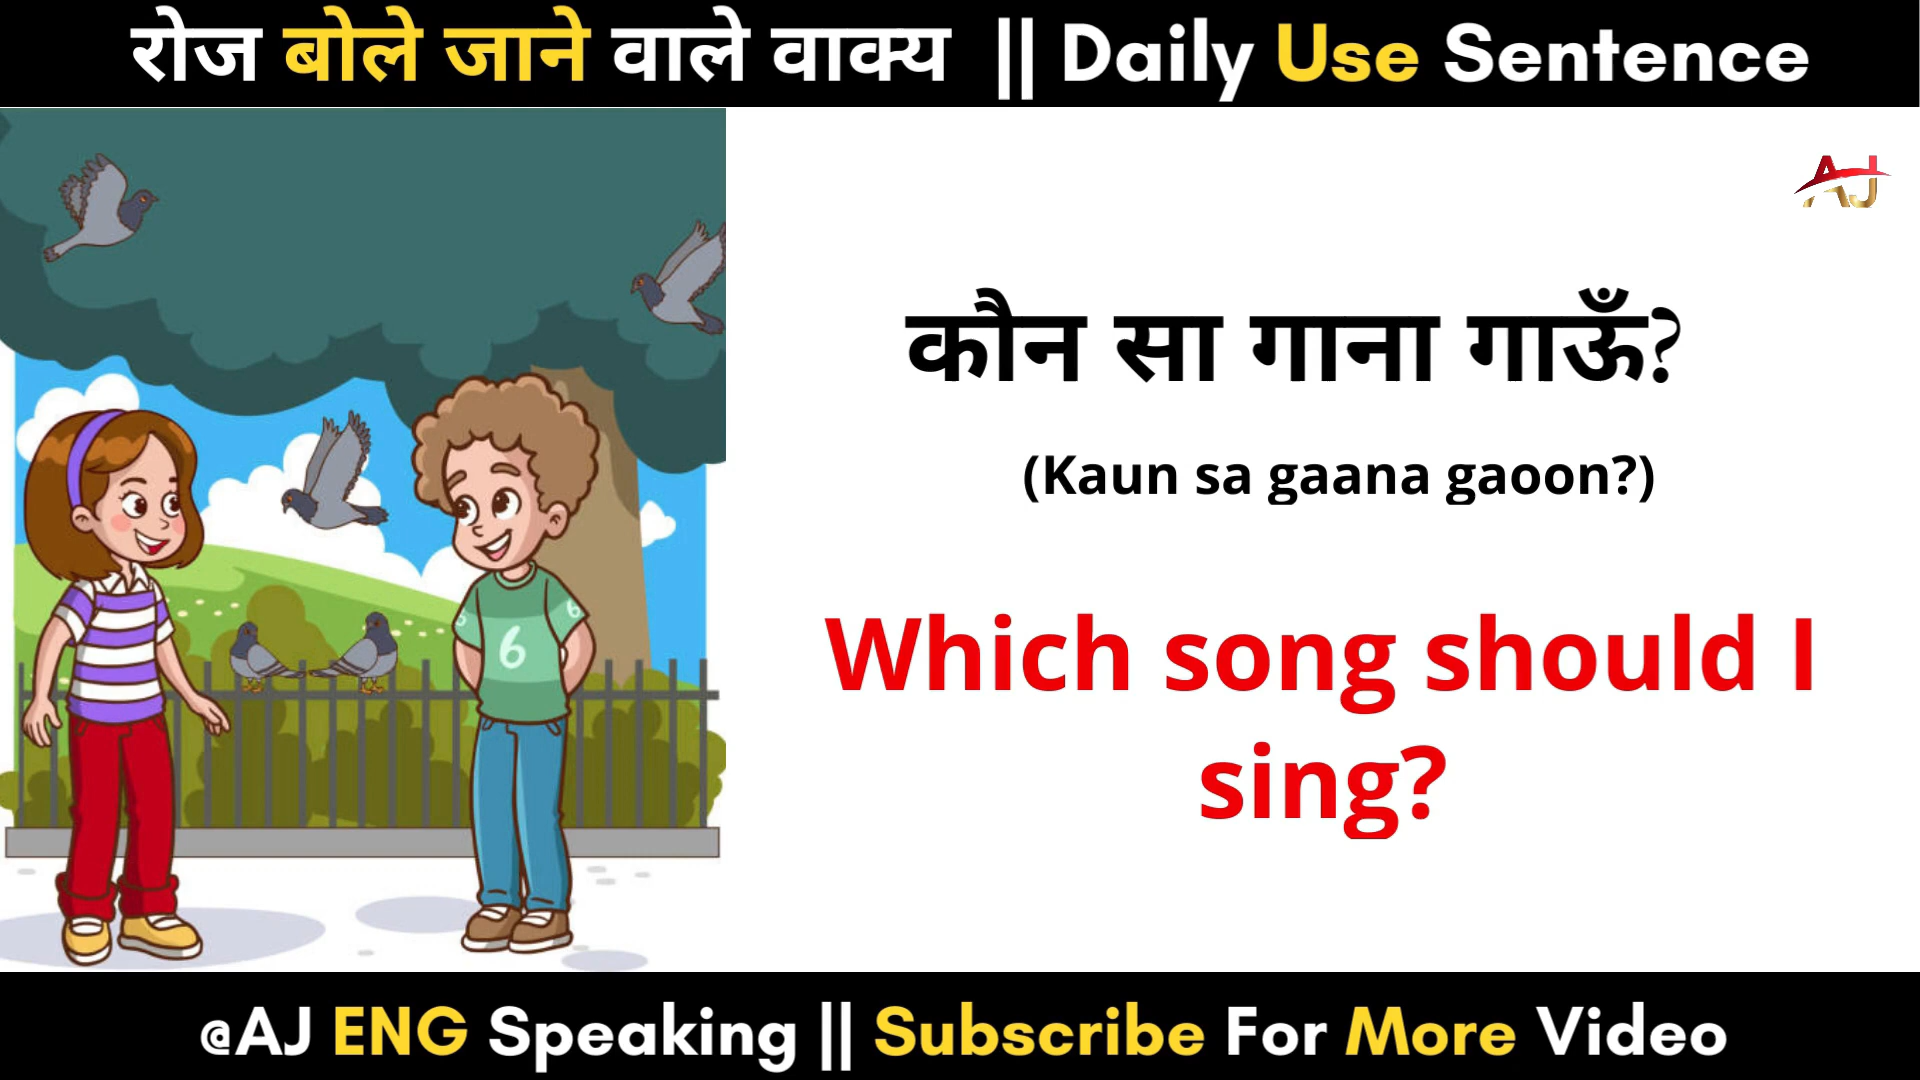 रोज बोले जाने वाले वाक्य || Daily Use Sentence
AJ
कौन सा गाना गाऊँ?
(Kaun sa gaana gaoon?)
Which song should I
sing?
6
6
6
@AJ ENG Speaking || Subscribe For More Video